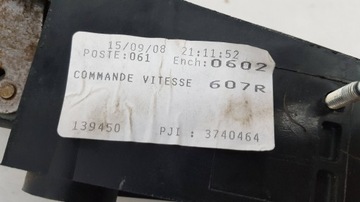 15/09/08 21:11:52
POSTE:061 Ench:0602
COMMANDE VITESSE 607R
139450 PJI : 3740464